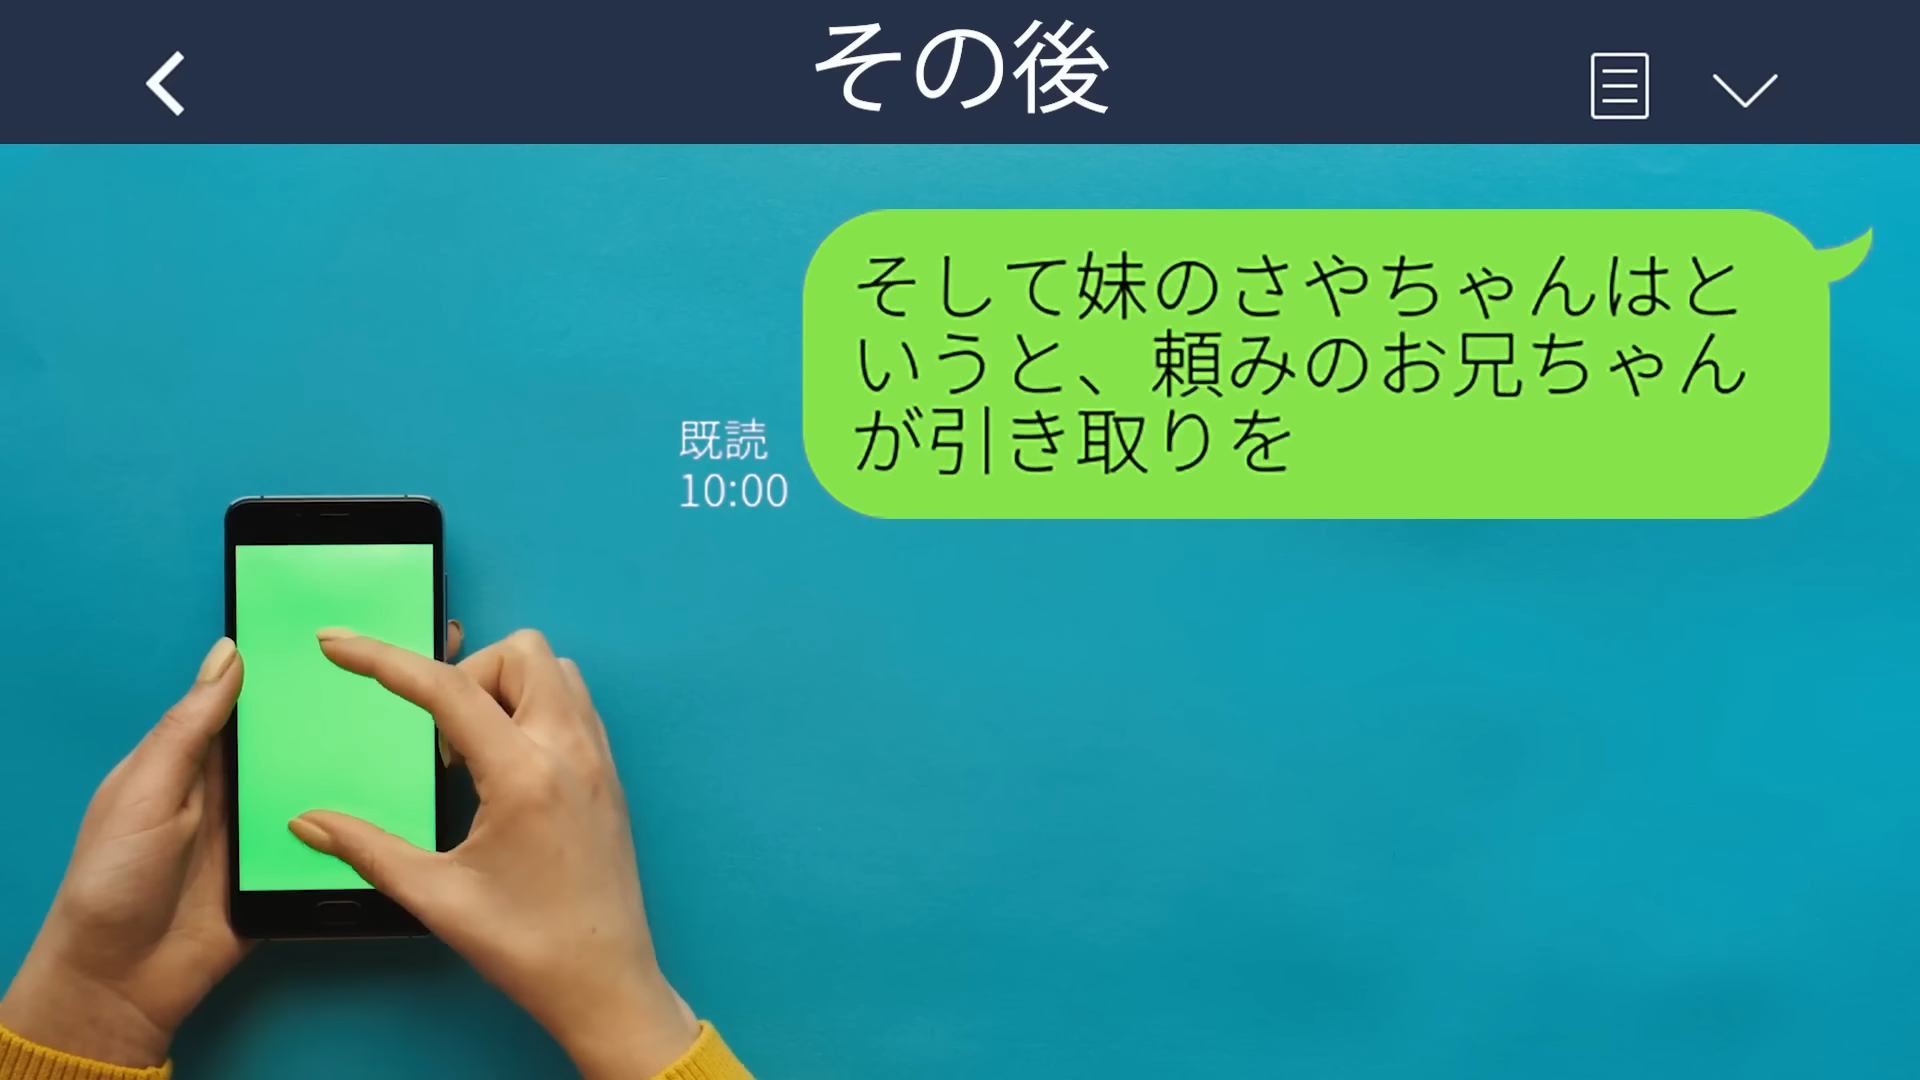 その後
そして妹のさやちゃんはと
いうと、頼みのお兄ちゃん
が引き取りを
既読
10:00